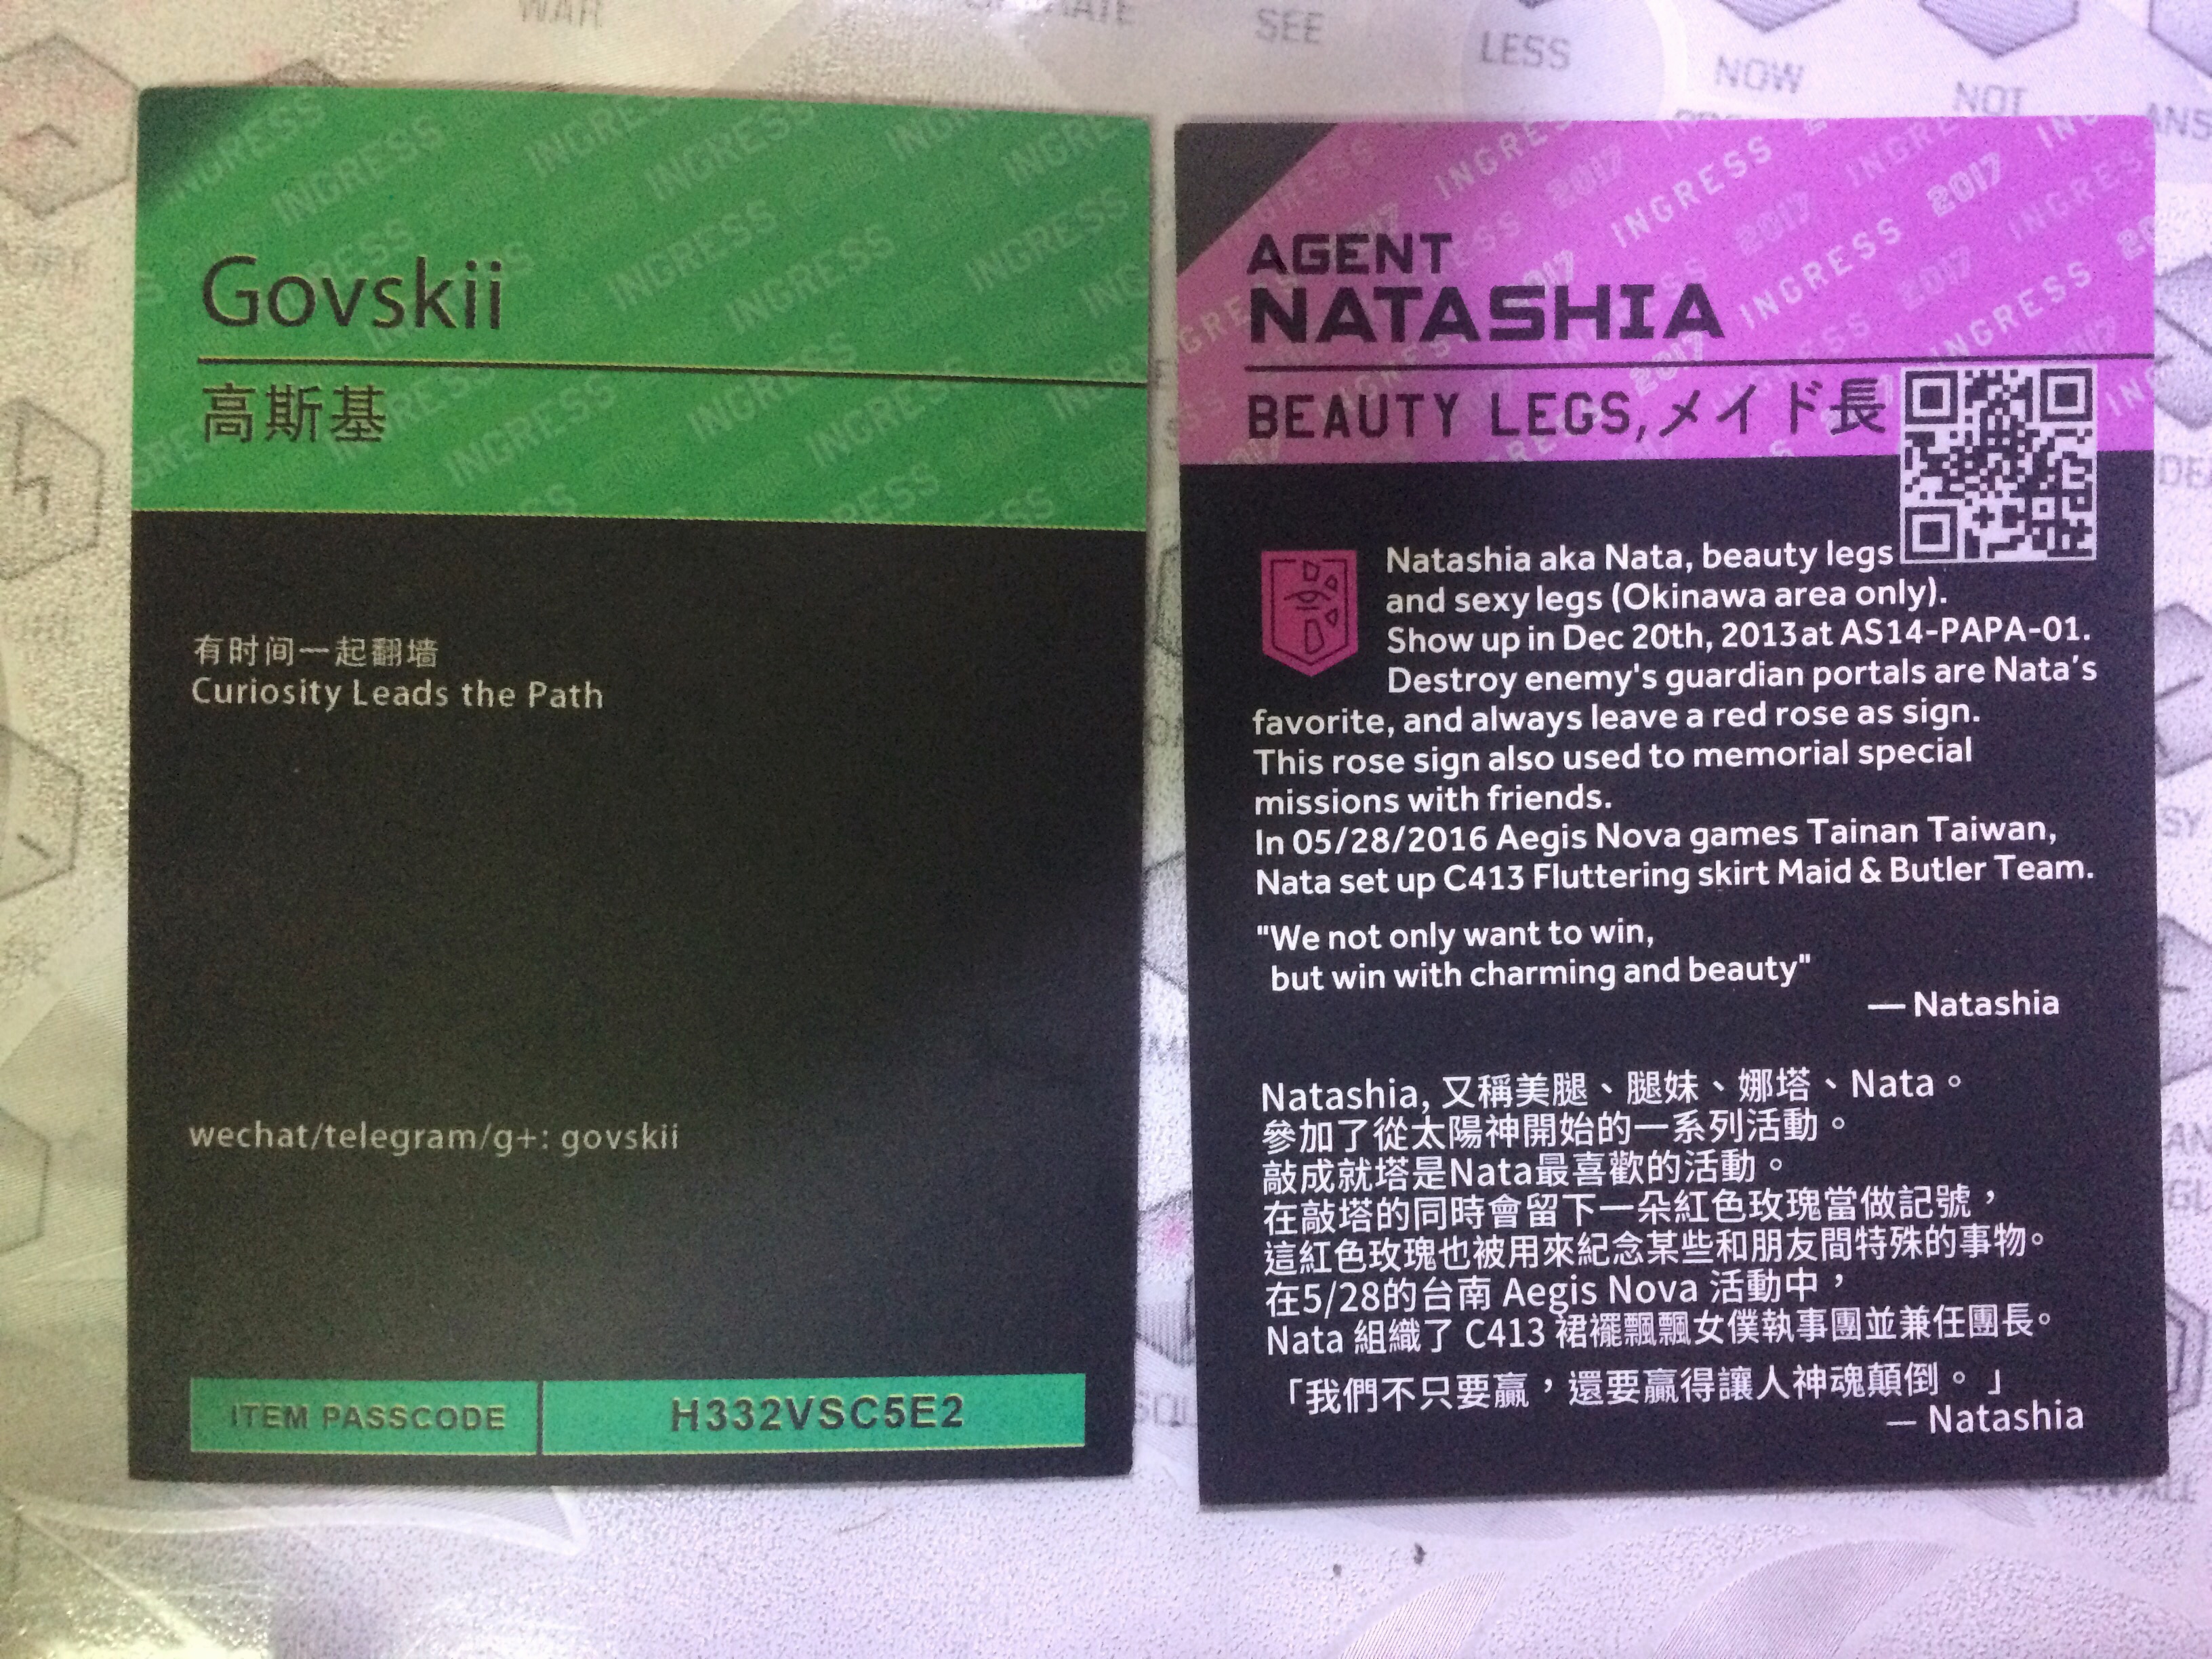 WAR
SEE
LESS
NOW
NOT
Govskii
高斯基
有时间一起翻墙
Curiosity Leads the Path
wechat/telegram/g+: govskii
ITEM PASSCODE
H332VSC5E2
INGRESS 2017
AGENT
NATASHIA
BEAUTY LEGS,メイド長
Natashia aka Nata, beauty legs
and sexy legs (Okinawa area only).
Show up in Dec 20th, 2013at AS14-PAPA-01.
Destroy enemy's guardian portals are Nata's
favorite, and always leave a red rose as sign.
This rose sign also used to memorial special
missions with friends.
In 05/28/2016 Aegis Nova games Tainan Taiwan,
Nata set up C413 Fluttering skirt Maid & Butler Team.
"We not only want to win,
but win with charming and beauty"
— Natashia
Natashia, 又稱美腿、腿妹、娜塔、Nata。
參加了從太陽神開始的一系列活動。
敲成就塔是Nata最喜歡的活動。
在敲塔的同時會留下一朵紅色玫瑰當做記號，
這紅色玫瑰也被用來紀念某些和朋友間特殊的事物。
在5/28的台南 Aegis Nova 活動中，
Nata 組織了 C413 裙襬飄飄女僕執事團並兼任團長。
「我們不只要贏，還要贏得讓人神魂顛倒。」
— Natashia